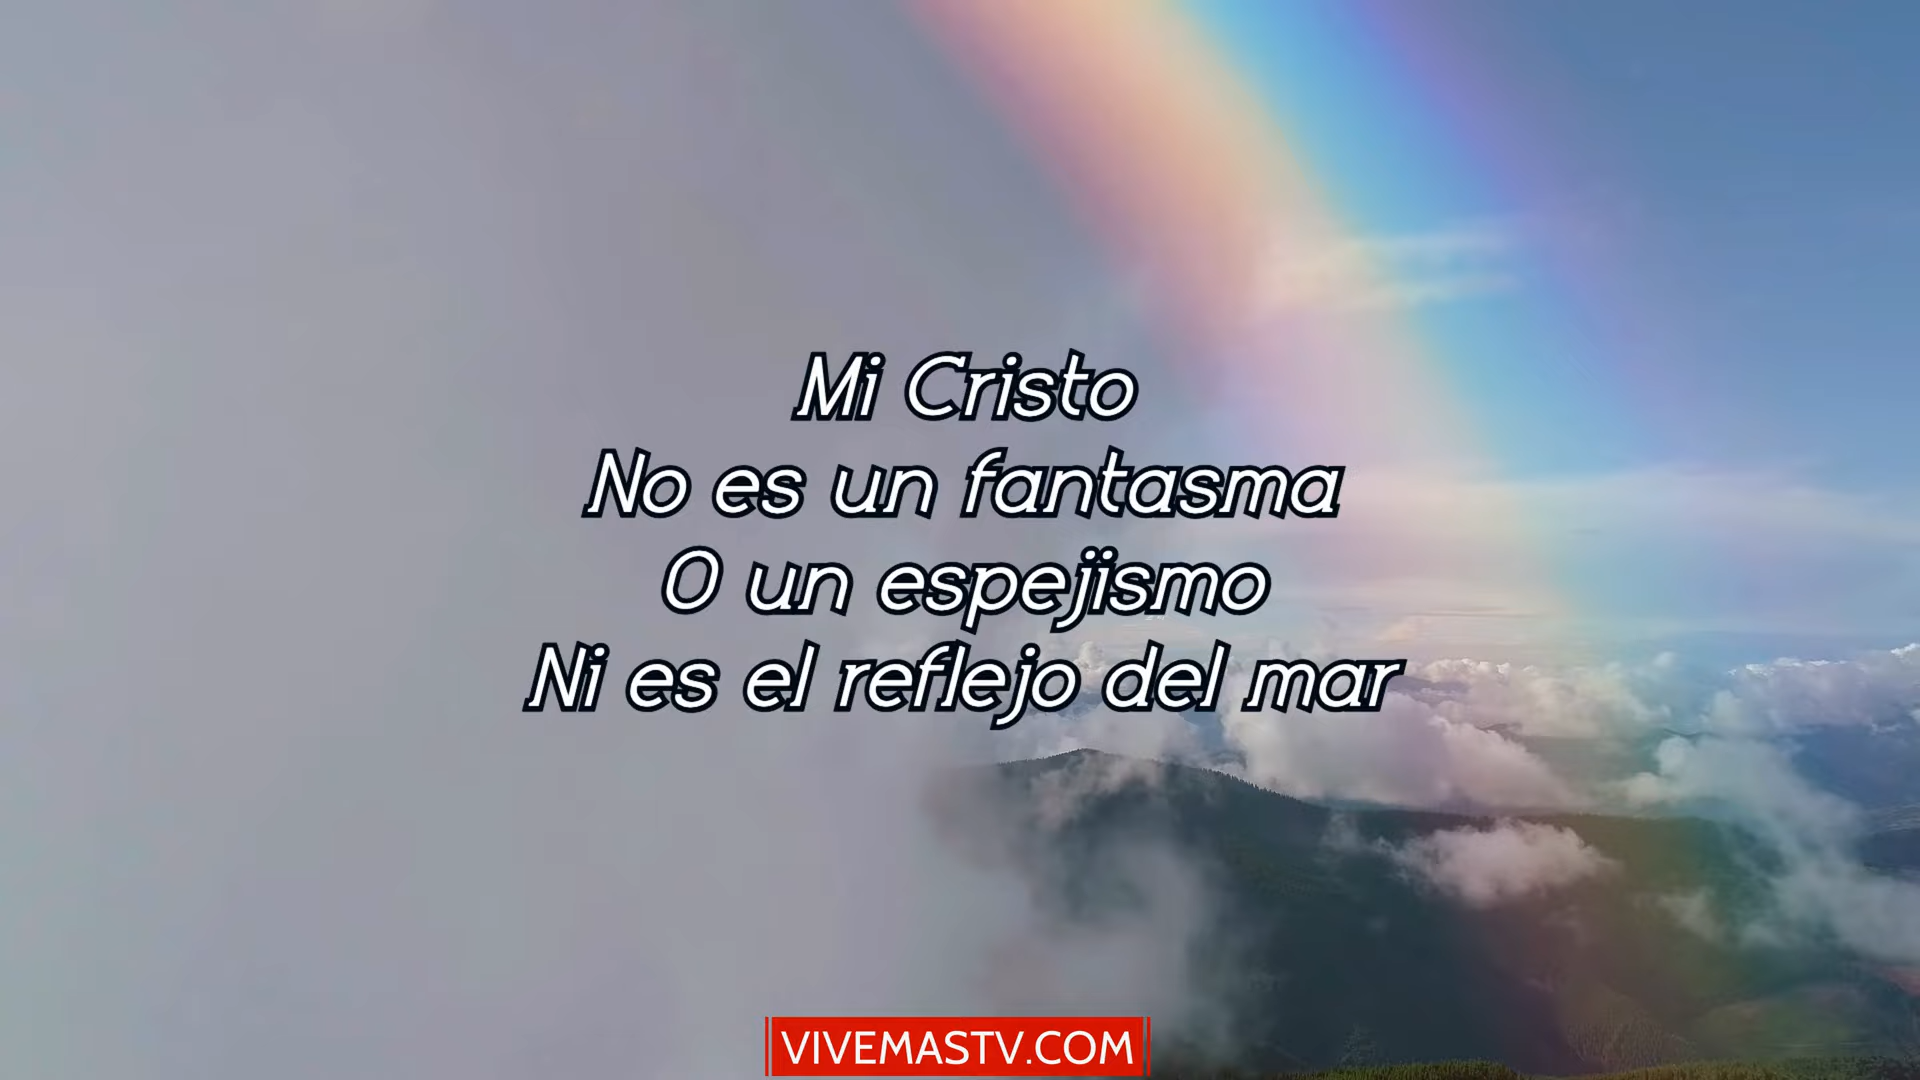 Mi Cristo
No es un fantasma
O un espejismo
Ni es el reflejo del mar
VIVEMASTV.COM